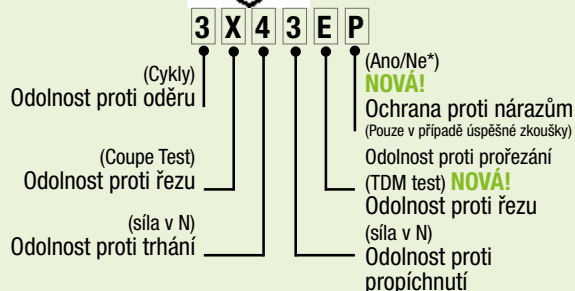 3 X 4 3 E P
(Cykly)
Odolnost proti oděru
(Coupe Test)
Odolnost proti řezu
(síla v N)
Odolnost proti trhání
(Ano/Ne*)
NOVÁ!
Ochrana proti nárazům
(Pouze v případě úspěšné zkoušky)
Odolnost proti prořezání
(TDM test) NOVÁ!
Odolnost proti řezu
(síla v N)
Odolnost proti
propíchnutí